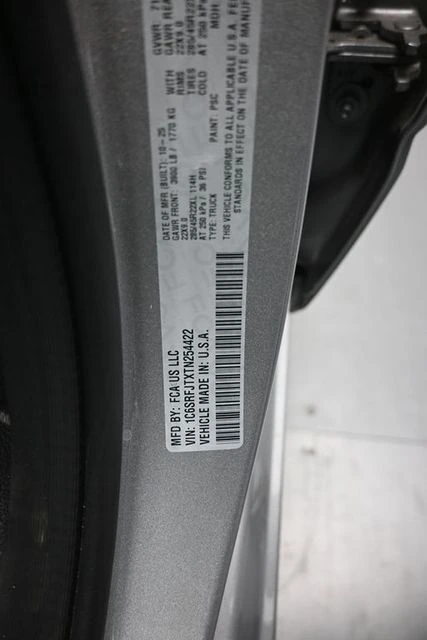 MFD BY: FCA US LLC
VIN: 1C6SRFJTXTN254422
VEHICLE MADE IN: U.S.A.
DATE OF MFR (BUILT): 10-25 GVWR
GAWR FRONT: 3900 LB / 1770 KG WITH GAWR REA
22X9.0 RIMS 22X9.0
285/45R22XL 114H TIRES 285/45R22
AT 250 kPa / 36 PSI COLD AT 250 kPa
TYPE: TRUCK PAINT: PSC MDH
THIS VEHICLE CONFORMS TO ALL APPLICABLE U.S.A. FE
STANDARDS IN EFFECT ON THE DATE OF MANUF